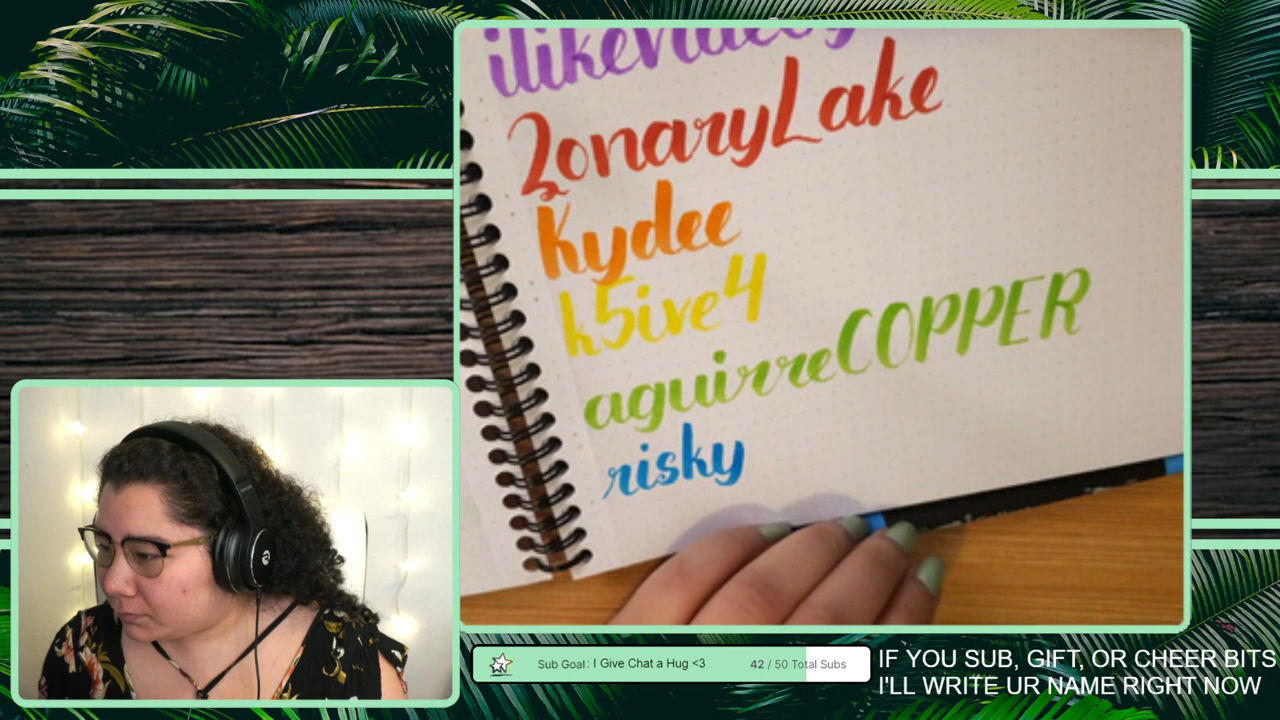 2onaryLake
Kydee
k5ive4
aguirreCOPPER
risky
Sub Goal: I Give Chat a Hug <3 42 / 50 Total Subs
IF YOU SUB, GIFT, OR CHEER BITS
I'LL WRITE UR NAME RIGHT NOW